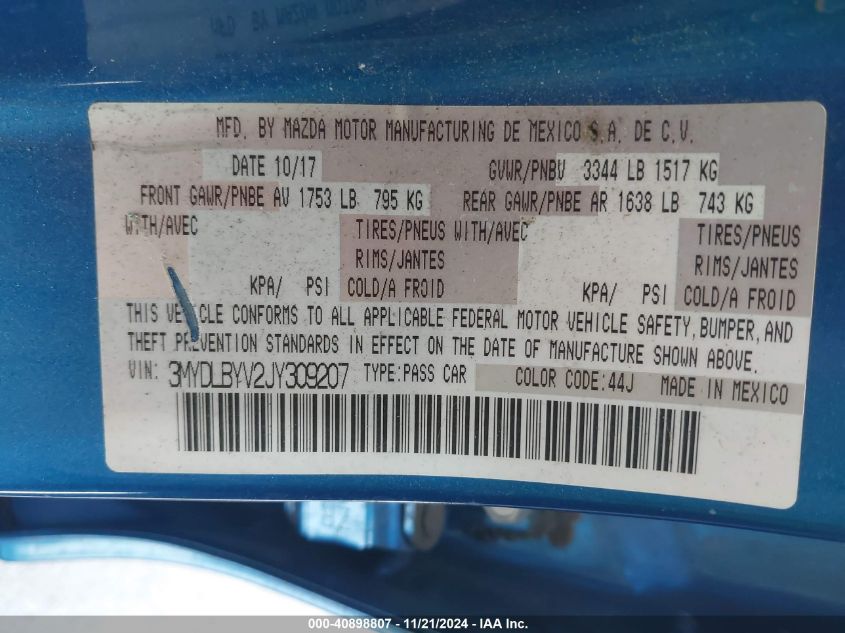 MFD. BY MAZDA MOTOR MANUFACTURING DE MEXICO S.A. DE C.V.
DATE 10/17 GVWR/PNBV 3344 LB 1517 KG
FRONT GAWR/PNBE AV 1753 LB 795 KG REAR GAWR/PNBE AR 1638 LB 743 KG
WITH/AVEC TIRES/PNEUS WITH/AVEC TIRES/PNEUS
RIMS/JANTES RIMS/JANTES
KPA/ PSI COLD/A FROID KPA/ PSI COLD/A FROID
THIS VEHICLE CONFORMS TO ALL APPLICABLE FEDERAL MOTOR VEHICLE SAFETY, BUMPER, AND
THEFT PREVENTION STANDARDS IN EFFECT ON THE DATE OF MANUFACTURE SHOWN ABOVE.
VIN: 3MYDLBYV2JY309207 TYPE: PASS CAR COLOR CODE: 44J MADE IN MEXICO
000-40898807 - 11/21/2024 - IAA Inc.